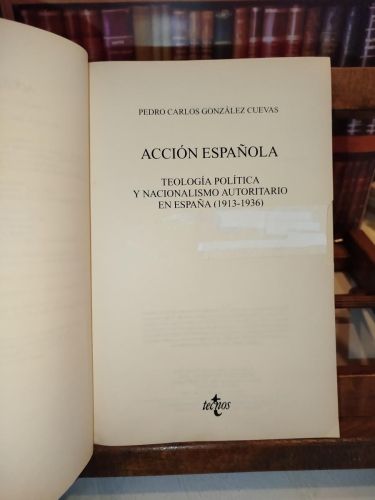 PEDRO CARLOS GONZÁLEZ CUEVAS
ACCIÓN ESPAÑOLA
TEOLOGÍA POLÍTICA
Y NACIONALISMO AUTORITARIO
EN ESPAÑA (1913-1936)
tecnos